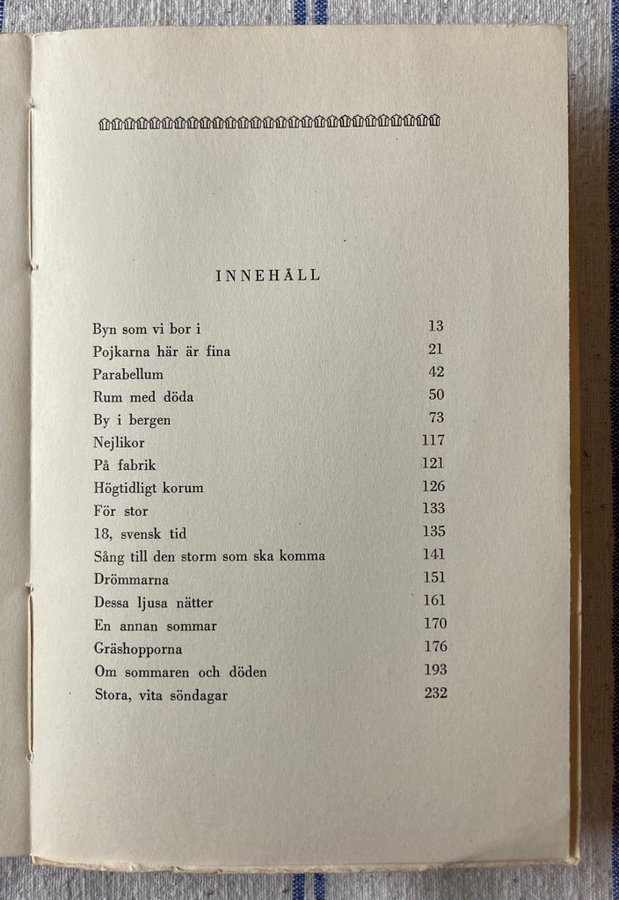 INNEHÅLL
Byn som vi bor i 13
Pojkarna här är fina 21
Parabellum 42
Rum med döda 50
By i bergen 73
Nejlikor 117
På fabrik 121
Högtidligt korum 126
För stor 133
18, svensk tid 135
Sång till den storm som ska komma 141
Drömmarna 151
Dessa ljusa nätter 161
En annan sommar 170
Gräshopporna 176
Om sommaren och döden 193
Stora, vita söndagar 232